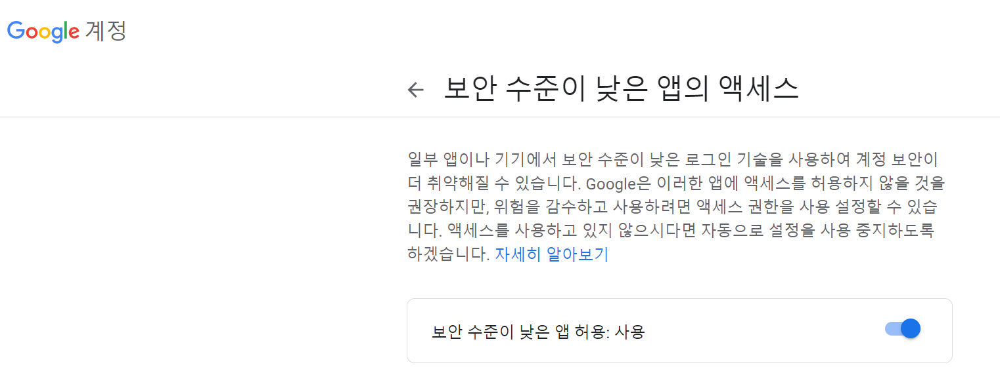 Google 계정
보안 수준이 낮은 앱의 액세스
일부 앱이나 기기에서 보안 수준이 낮은 로그인 기술을 사용하여 계정 보안이
더 취약해질 수 있습니다. Google은 이러한 앱에 액세스를 허용하지 않을 것을
권장하지만, 위험을 감수하고 사용하려면 액세스 권한을 사용 설정할 수 있습
니다. 액세스를 사용하고 있지 않으시다면 자동으로 설정을 사용 중지하도록
하겠습니다. 자세히 알아보기
보안 수준이 낮은 앱 허용: 사용